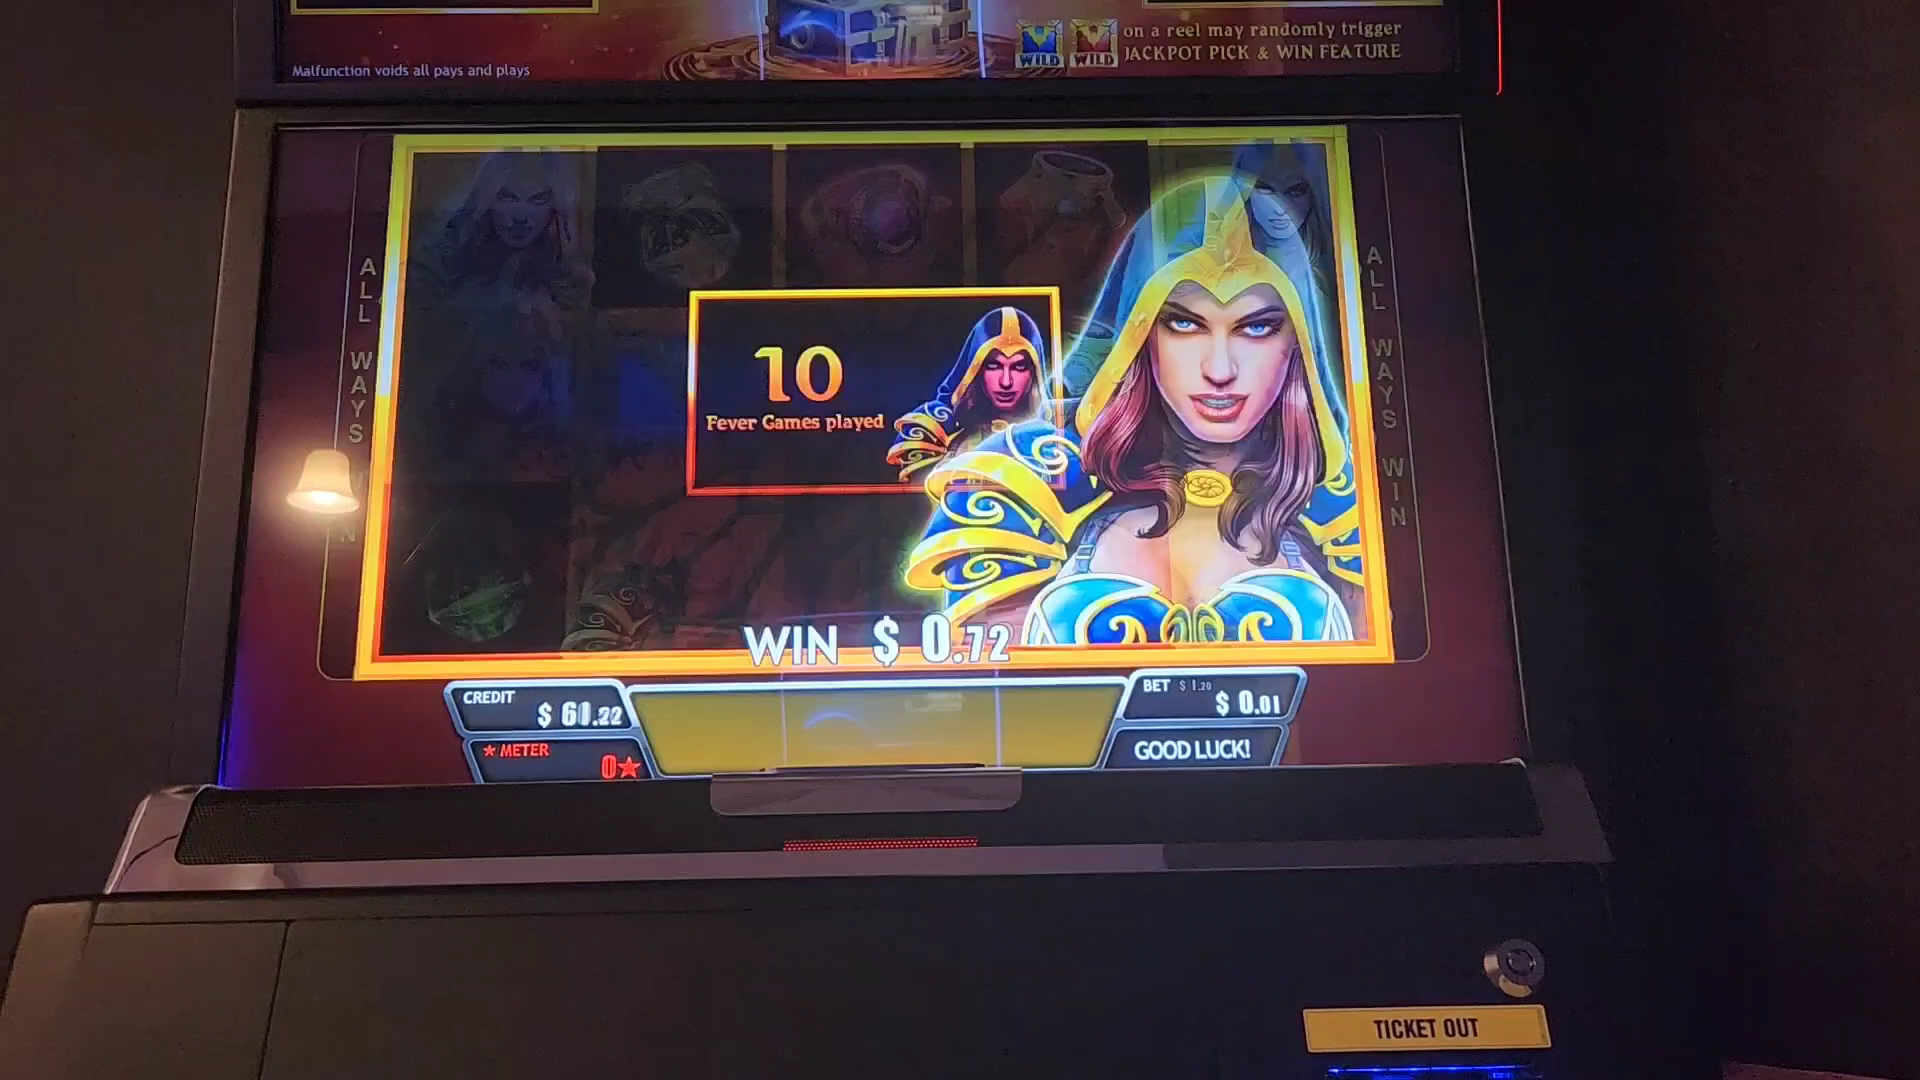 on a reel may randomly trigger
WILD WILD JACKPOT PICK & WIN FEATURE
Malfunction voids all pays and plays
ALL WAYS WIN
ALL WAYS WIN
10
Fever Games played
WIN $ 0.72
CREDIT
BET $ 1.20
$ 0.01
★ METER
0★
GOOD LUCK!
TICKET OUT